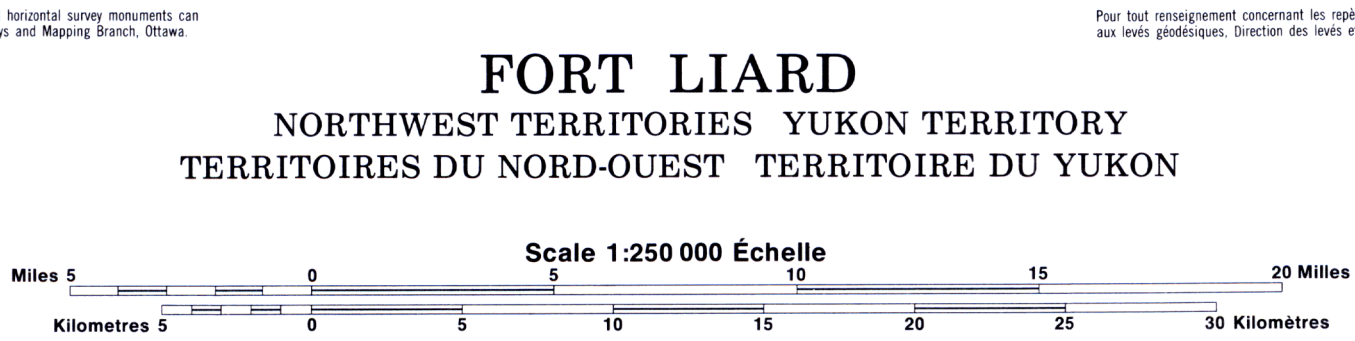 horizontal survey monuments can
and Mapping Branch, Ottawa.
Pour tout renseignement concernant les
aux levés géodésiques, Direction des levés
FORT LIARD
NORTHWEST TERRITORIES YUKON TERRITORY
TERRITOIRES DU NORD-OUEST TERRITOIRE DU YUKON
Scale 1:250 000 Échelle
Miles 5 0 5 10 15 20 Milles
Kilometres 5 0 5 10 15 20 25 30 Kilomètres